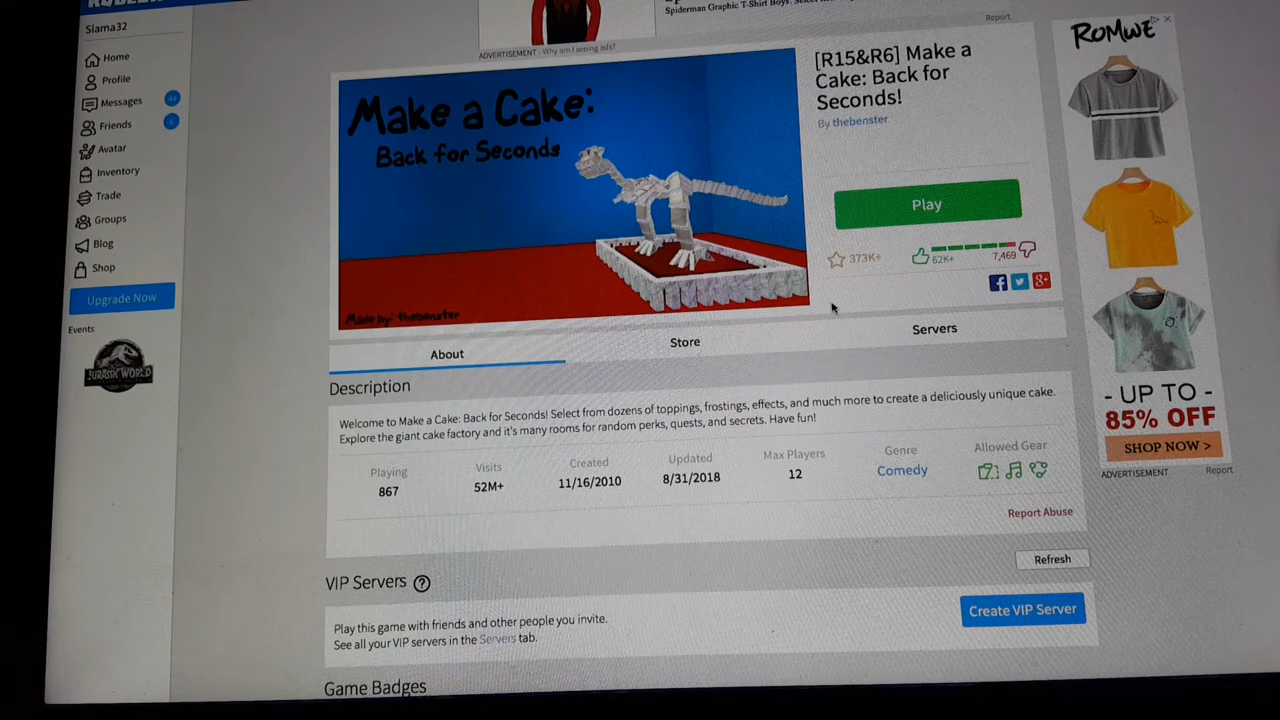 Slama32
Home
Profile
Messages
Friends
Avatar
Inventory
Trade
Groups
Blog
Shop
Upgrade Now
Events
JURASSIC WORLD
Spiderman Graphic T-Shirt Boys:
Report
ADVERTISEMENT - Why am I seeing ads?
Make a Cake:
Back for Seconds
Made by: thebenster
[R15&R6] Make a
Cake: Back for
Seconds!
By thebenster
Play
373K+
62K+
7,469
About
Store
Servers
Description
Welcome to Make a Cake: Back for Seconds! Select from dozens of toppings, frostings, effects, and much more to create a deliciously unique cake.
Explore the giant cake factory and it's many rooms for random perks, quests, and secrets. Have fun!
Playing
867
Visits
52M+
Created
11/16/2010
Updated
8/31/2018
Max Players
12
Genre
Comedy
Allowed Gear
Report Abuse
VIP Servers ?
Refresh
Play this game with friends and other people you invite.
See all your VIP servers in the Servers tab.
Create VIP Server
Game Badges
ROMWE
- UP TO -
85% OFF
SHOP NOW >
ADVERTISEMENT
Report